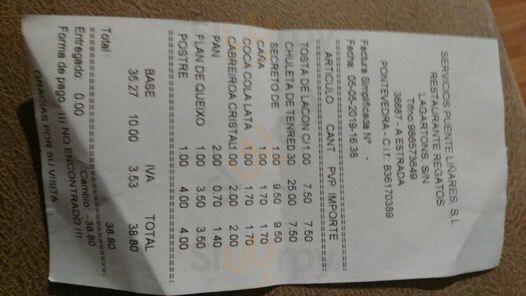 SERVICIOS PUENTE LIÑARES, S.L
RESTAURANTE REGATOS
LAGARTONS, S/N
Tlfno:986573649
36687 - A ESTRADA
PONTEVEDRA - C.i.f. B36170389
Factura Simplificada Nº -
Fecha: 05-05-2019-16:38
ARTICULO CANT. PVP IMPORTE
TOSTA DE LACON C/ 1.00 7.50 7.50
CHULETA DE TENRE 0.30 25.00 7.50
SECRETO DE 1.00 9.50 9.50
CAÑA 1.00 1.70 1.70
COCA COLA LATA 1.00 1.70 1.70
CABREIROA CRISTAL 1.00 2.00 2.00
PAN 2.00 0.70 1.40
FLAN DE QUEIXO 1.00 3.50 3.50
POSTRE 1.00 4.00 4.00
BASE IVA TOTAL
35.27 10.00 3.53 38.80
Total : 38.80
Entregado: 0.00 Cambio: -38.80
Forma de pago. !!! NO ENCONTRADO !!!
GRACIAS POR SU VISITA